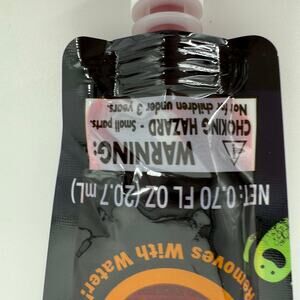 Removes With Water!
NET: 0.70 FL OZ (20.7 mL)
WARNING:
CHOKING HAZARD - Small parts.
Not for children under 3 years.